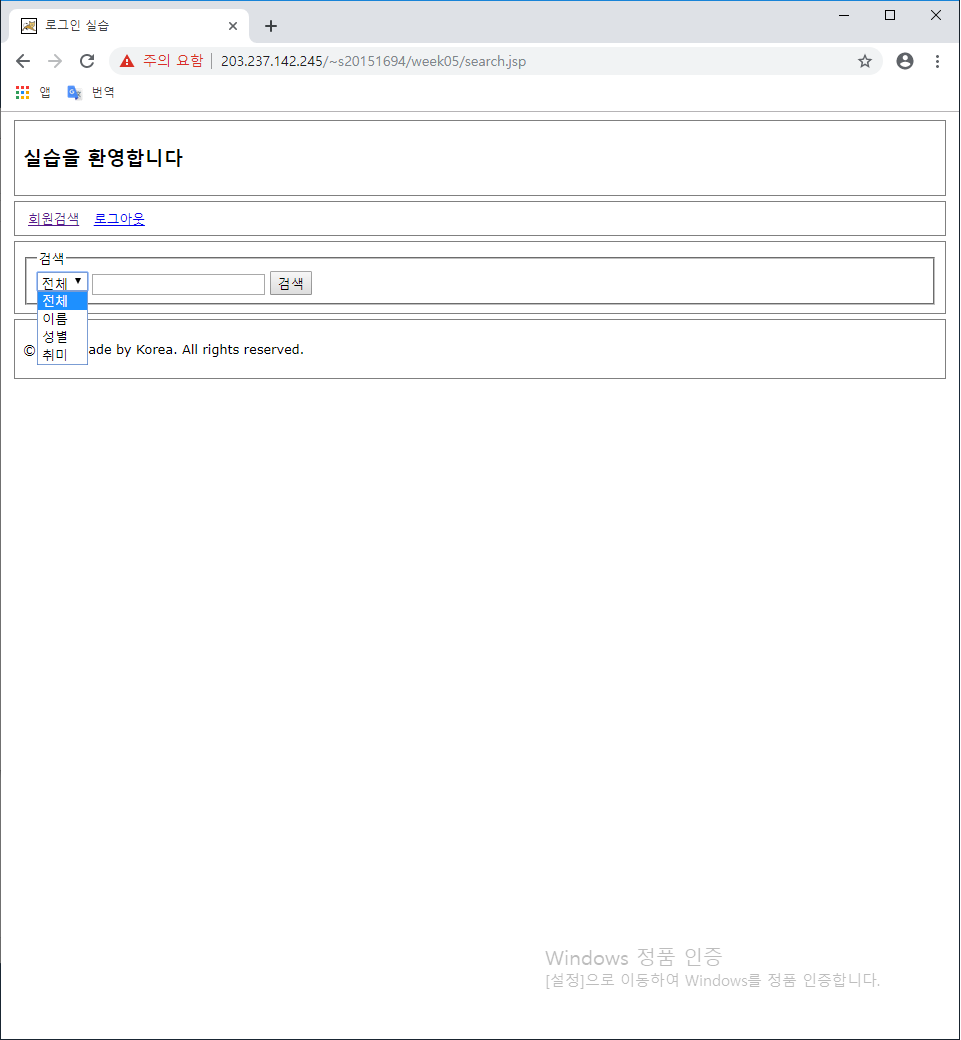 로그인 실습
주의 요함 203.237.142.245/~s20151694/week05/search.jsp
앱 번역
실습을 환영합니다
회원검색 로그아웃
검색
전체 검색
전체
이름
성별
취미
© ade by Korea. All rights reserved.
Windows 정품 인증
[설정]으로 이동하여 Windows를 정품 인증합니다.